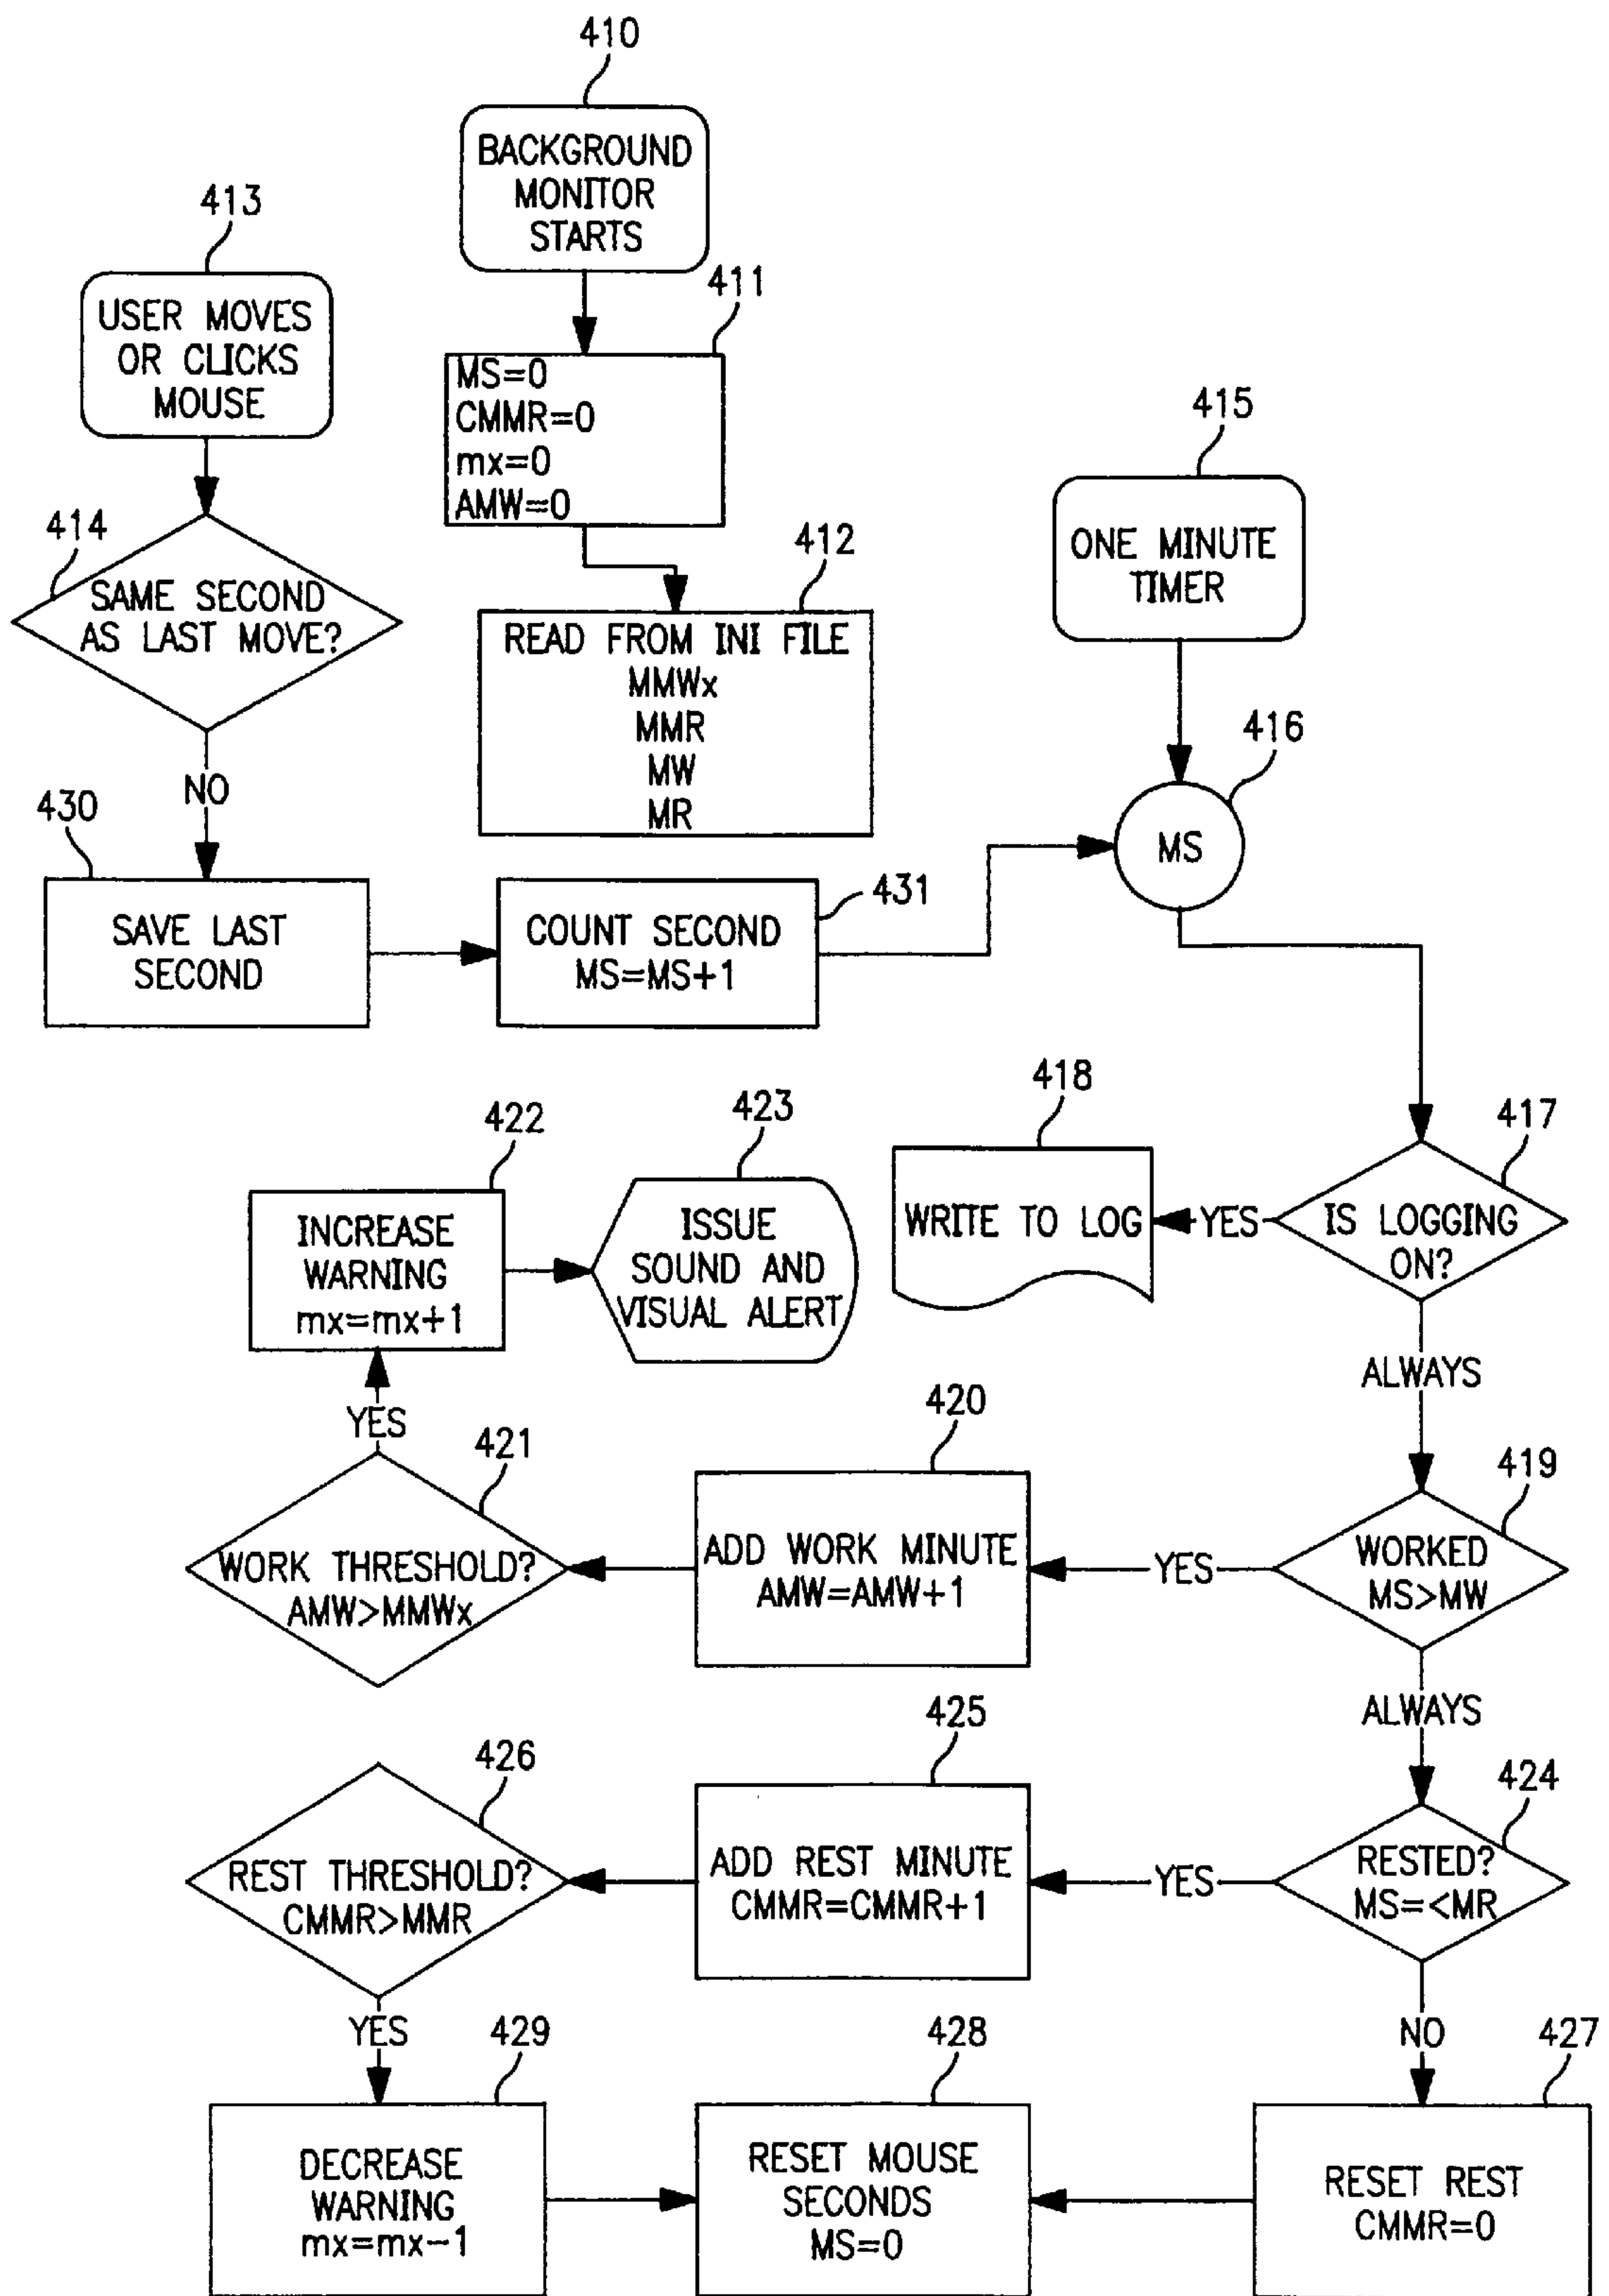 410
BACKGROUND
MONITOR
STARTS
413
USER MOVES
OR CLICKS
MOUSE
411
MS=0
CMMR=0
mx=0
AMW=0
415
ONE MINUTE
TIMER
414
SAME SECOND
AS LAST MOVE?
412
READ FROM INI FILE
MMWx
MMR
MW
MR
416
MS
NO
430
SAVE LAST
SECOND
431
COUNT SECOND
MS=MS+1
418
WRITE TO LOG
YES
417
IS LOGGING
ON?
422
INCREASE
WARNING
mx=mx+1
423
ISSUE
SOUND AND
VISUAL ALERT
ALWAYS
YES
421
WORK THRESHOLD?
AMW>MMWx
420
ADD WORK MINUTE
AMW=AMW+1
YES
419
WORKED
MS>MW
ALWAYS
426
REST THRESHOLD?
CMMR>MMR
425
ADD REST MINUTE
CMMR=CMMR+1
YES
424
RESTED?
MS=<MR
YES
NO
429
DECREASE
WARNING
mx=mx-1
428
RESET MOUSE
SECONDS
MS=0
427
RESET REST
CMMR=0